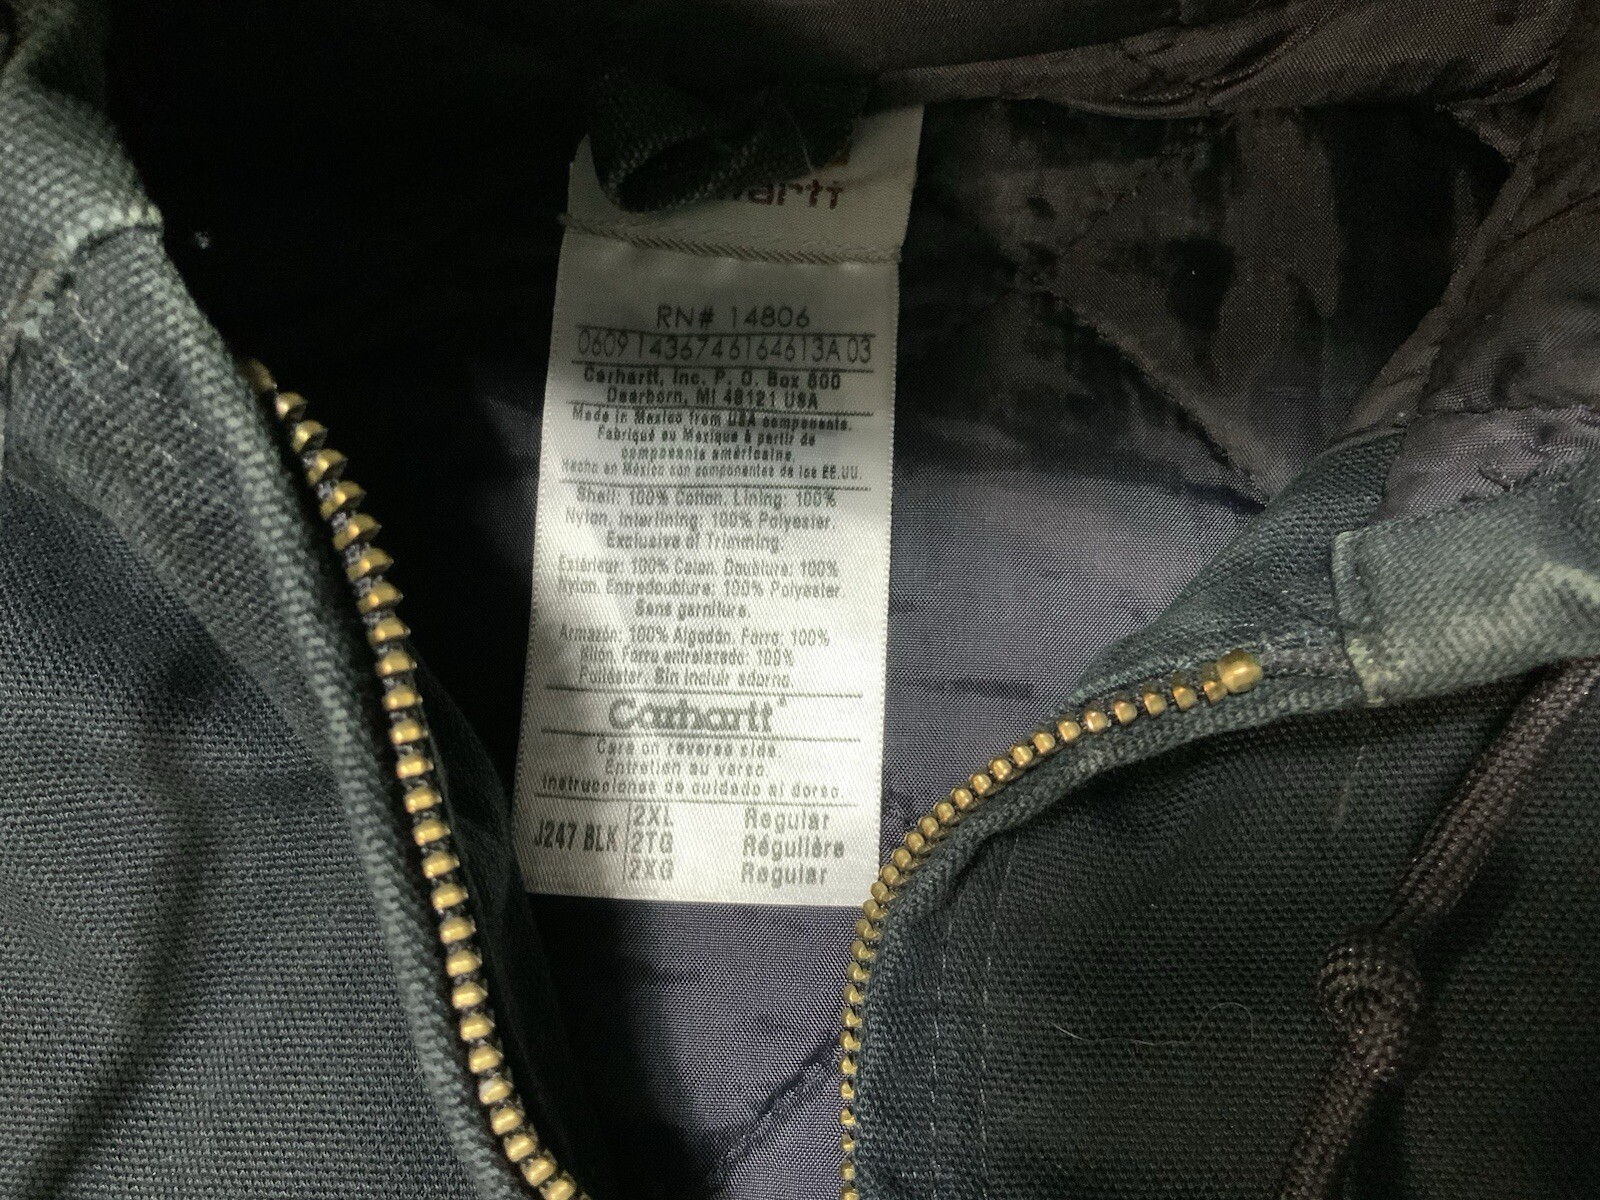 artt
RN# 14806
0609 1436746164613A 03
Carhartt, Inc. P. O. Box 600
Dearborn, MI 48121 USA
Made in Mexico from USA components.
Fabriqué au Mexique à partir de
composants américains.
Hecho en México con componentes de los EE.UU.
Shell: 100% Cotton. Lining: 100%
Nylon. Interlining: 100% Polyester.
Exclusive of Trimming.
Extérieur: 100% Coton. Doublure: 100%
Nylon. Entredoublure: 100% Polyester.
Sans garniture.
Armazón: 100% Algodón. Forro: 100%
Nilon. Forro entrelazado: 100%
Poliéster. Sin incluir adorno.
Carhartt
Care on reverse side.
Entretien au verso.
Instrucciones de cuidado al dorso.
J247 BLK 2XL Regular
2TG Régulière
2XG Regular